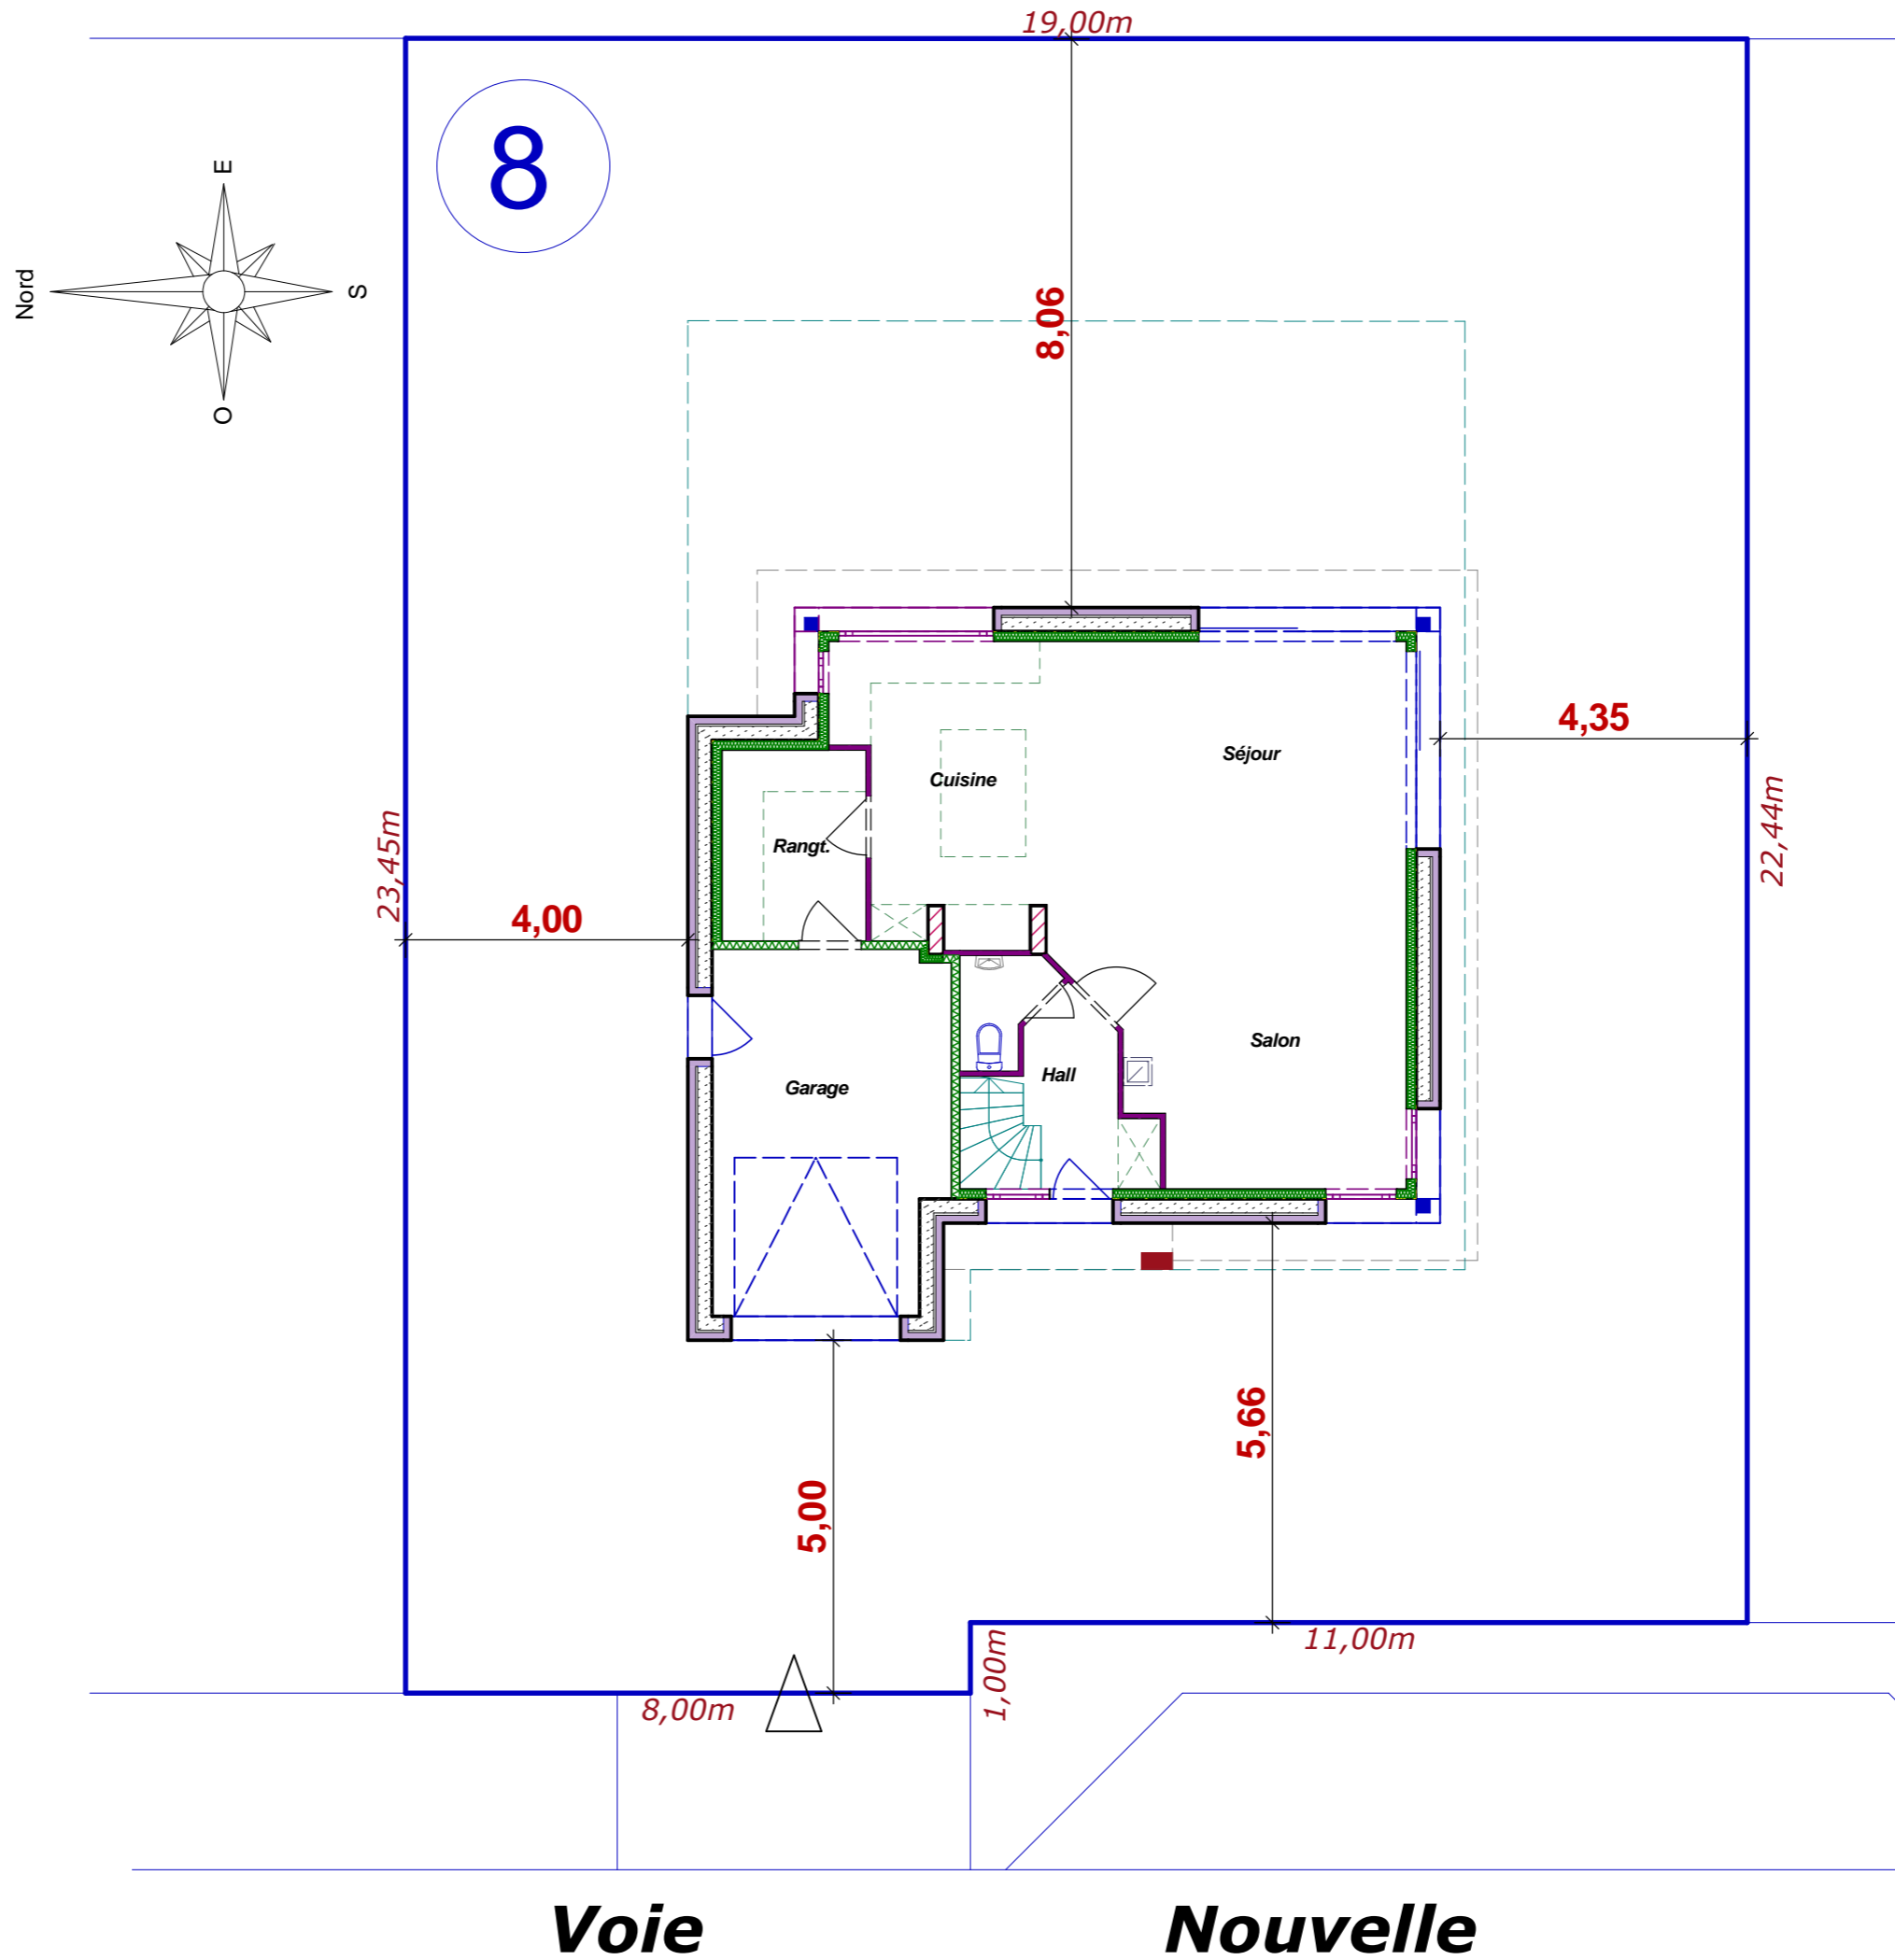 19,00m
8
E
Nord
S
O
8,06
4,35
Séjour
Cuisine
Rangt.
23,45m
22,44m
4,00
Salon
Hall
Garage
5,66
5,00
11,00m
1,00m
8,00m
Voie Nouvelle